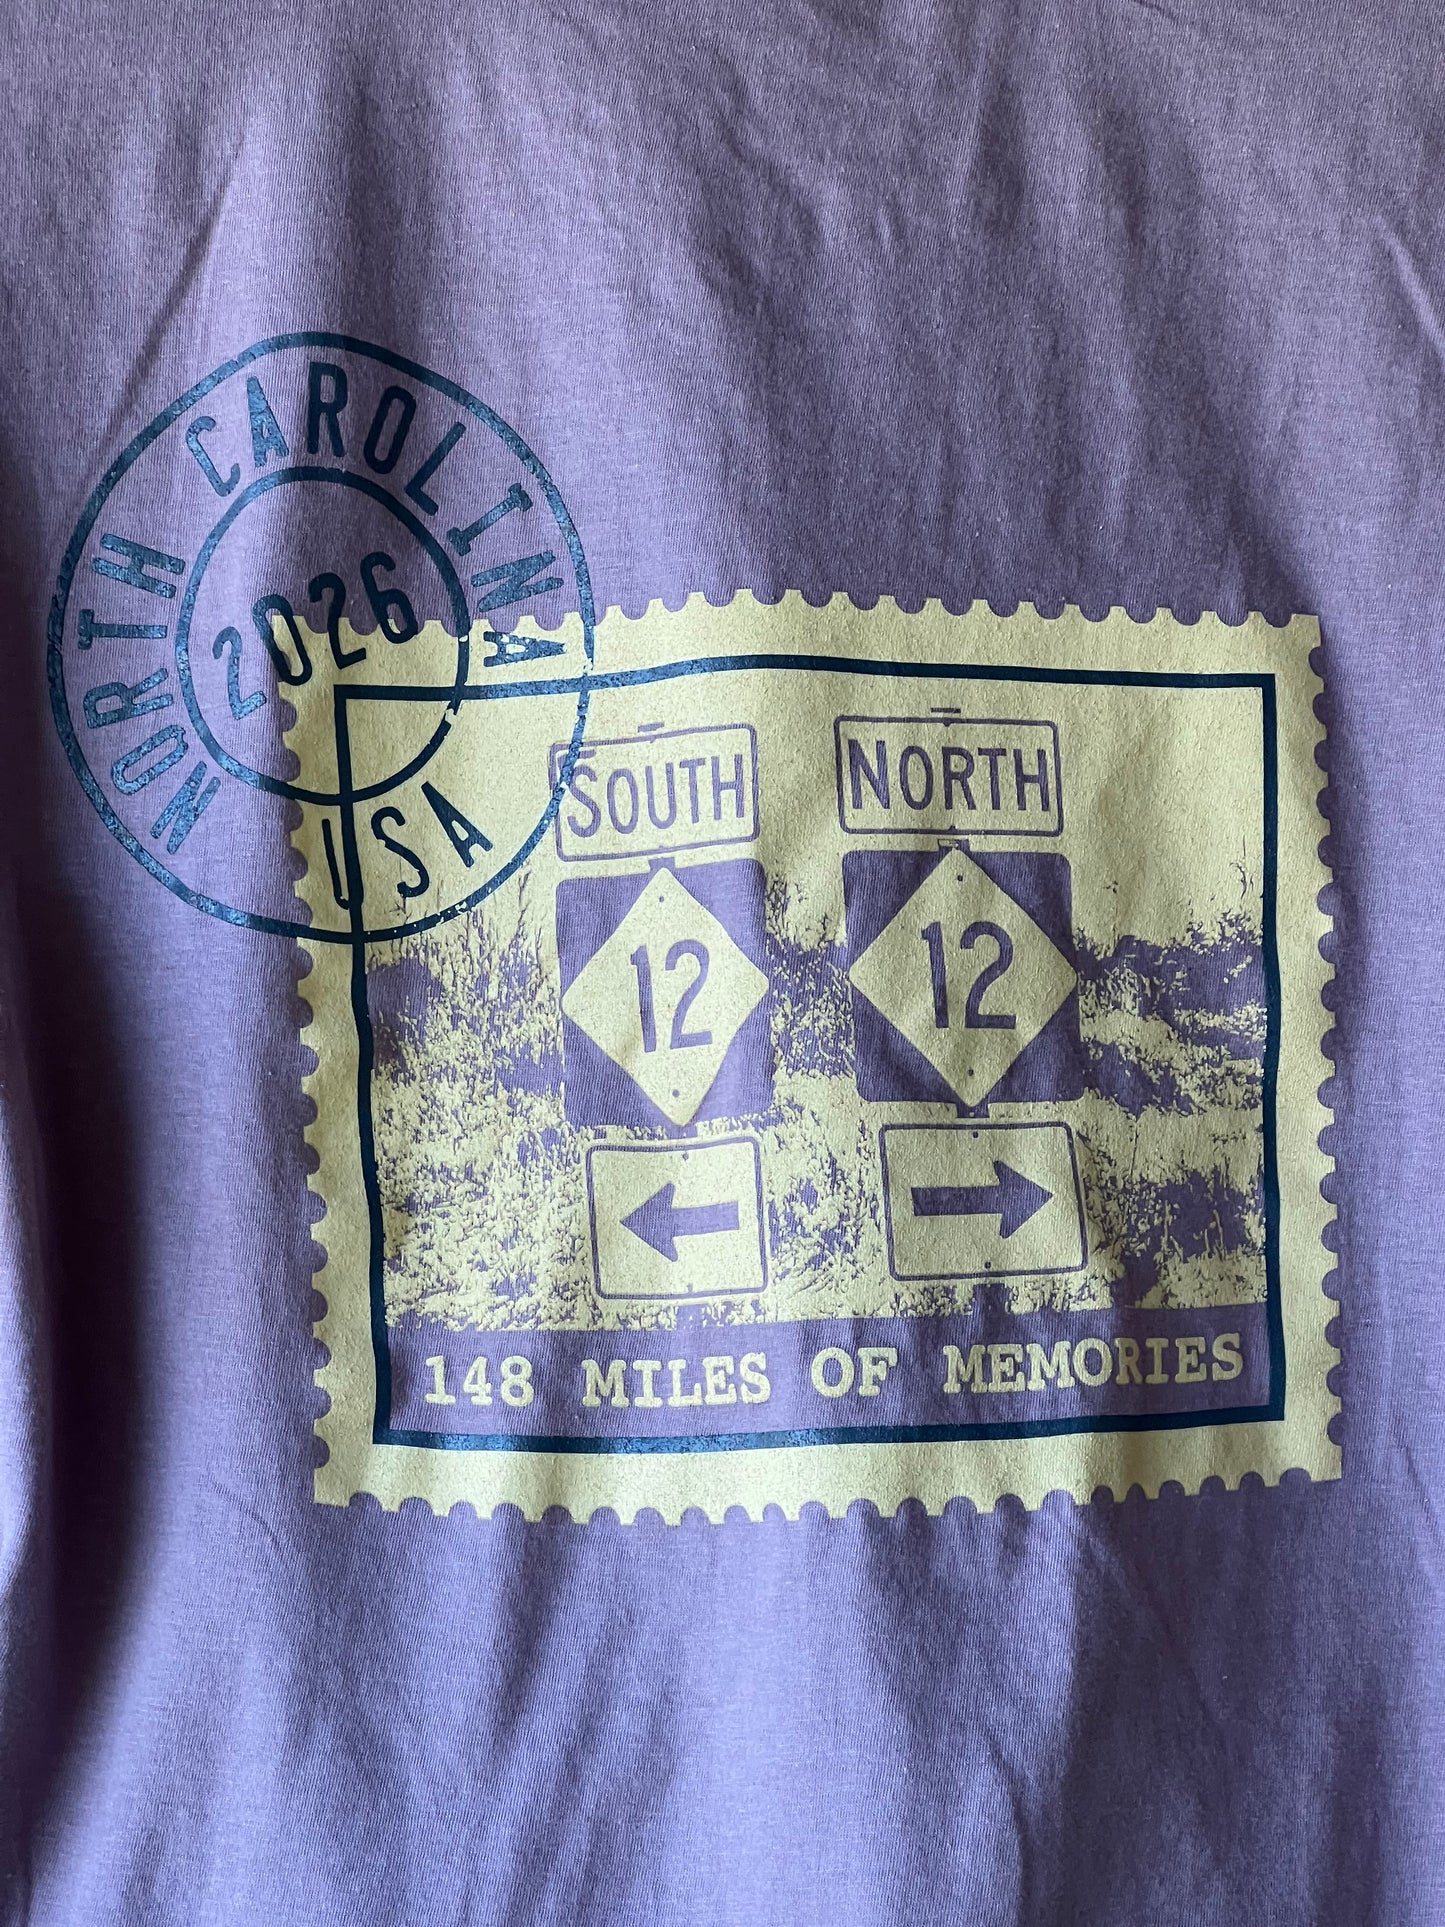 NORTH CAROLINA
2026
USA
SOUTH
NORTH
12
12
148 MILES OF MEMORIES